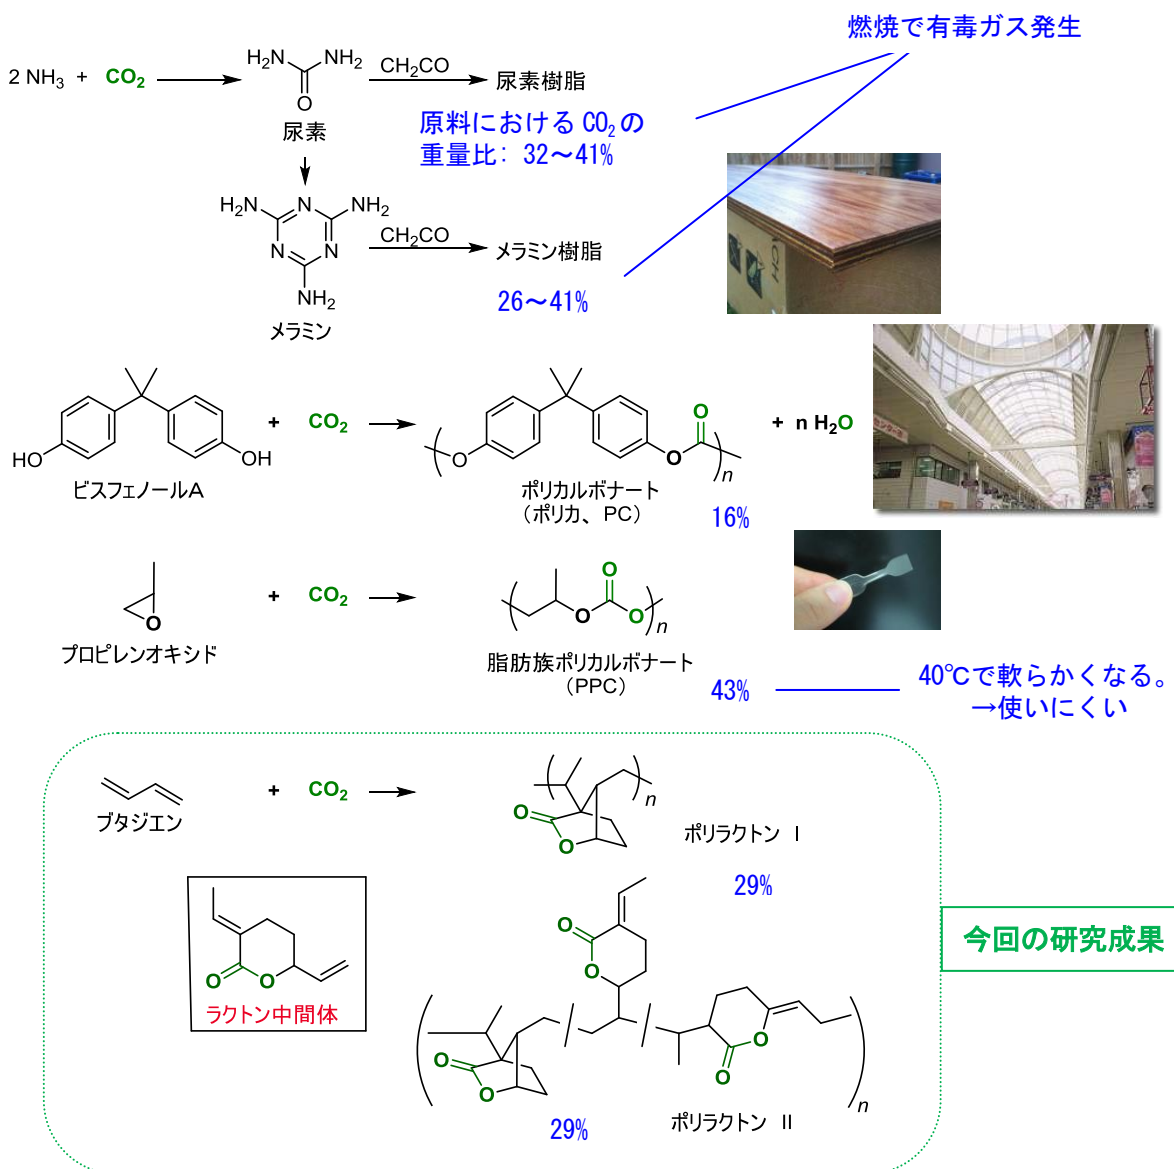 燃焼で有毒ガス発生
2 NH3 + CO2
H2N
NH2
O
尿素
CH2CO
尿素樹脂
原料における CO2 の
重量比: 32～41%
H2N
N
NH2
N
N
NH2
メラミン
CH2CO
メラミン樹脂
26～41%
HO
OH
ビスフェノールA
+ CO2
O
O
O
n
ポリカルボナート
（ポリカ、PC）
16%
+ n H2O
O
プロピレンオキシド
+ CO2
O
O
O
n
脂肪族ポリカルボナート
（PPC）
43%
40℃で軟らかくなる。
→使いにくい
ブタジエン
+ CO2
n
O
O
ポリラクトン I
29%
O
O
ラクトン中間体
O
O
O
O
O
O
n
29%
ポリラクトン II
今回の研究成果